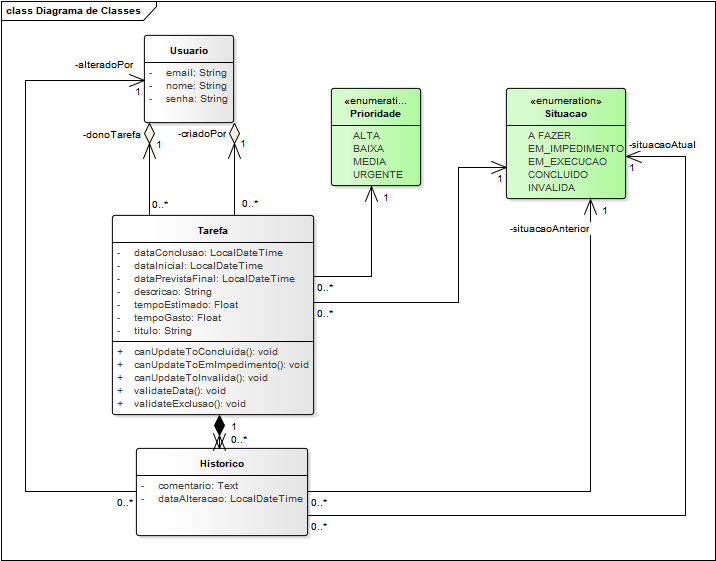 class Diagrama de Classes
Usuario
- email: String
- nome: String
- senha: String
-alteradoPor
1
-donoTarefa
1
-criadoPor
1
«enumerati...
Prioridade
ALTA
BAIXA
MEDIA
URGENTE
1
«enumeration»
Situacao
A FAZER
EM_IMPEDIMENTO
EM_EXECUCAO
CONCLUIDO
INVALIDA
-situacaoAtual
1
1
1
-situacaoAnterior
0..*
0..*
Tarefa
- dataConclusao: LocalDateTime
- dataInicial: LocalDateTime
- dataPrevistaFinal: LocalDateTime
- descricao: String
- tempoEstimado: Float
- tempoGasto: Float
- titulo: String
+ canUpdateToConcluida(): void
+ canUpdateToEmImpedimento(): void
+ canUpdateToInvalida(): void
+ validateData(): void
+ validateExclusao(): void
0..*
0..*
1
0..*
Historico
- comentario: Text
- dataAlteracao: LocalDateTime
0..*
0..*
0..*